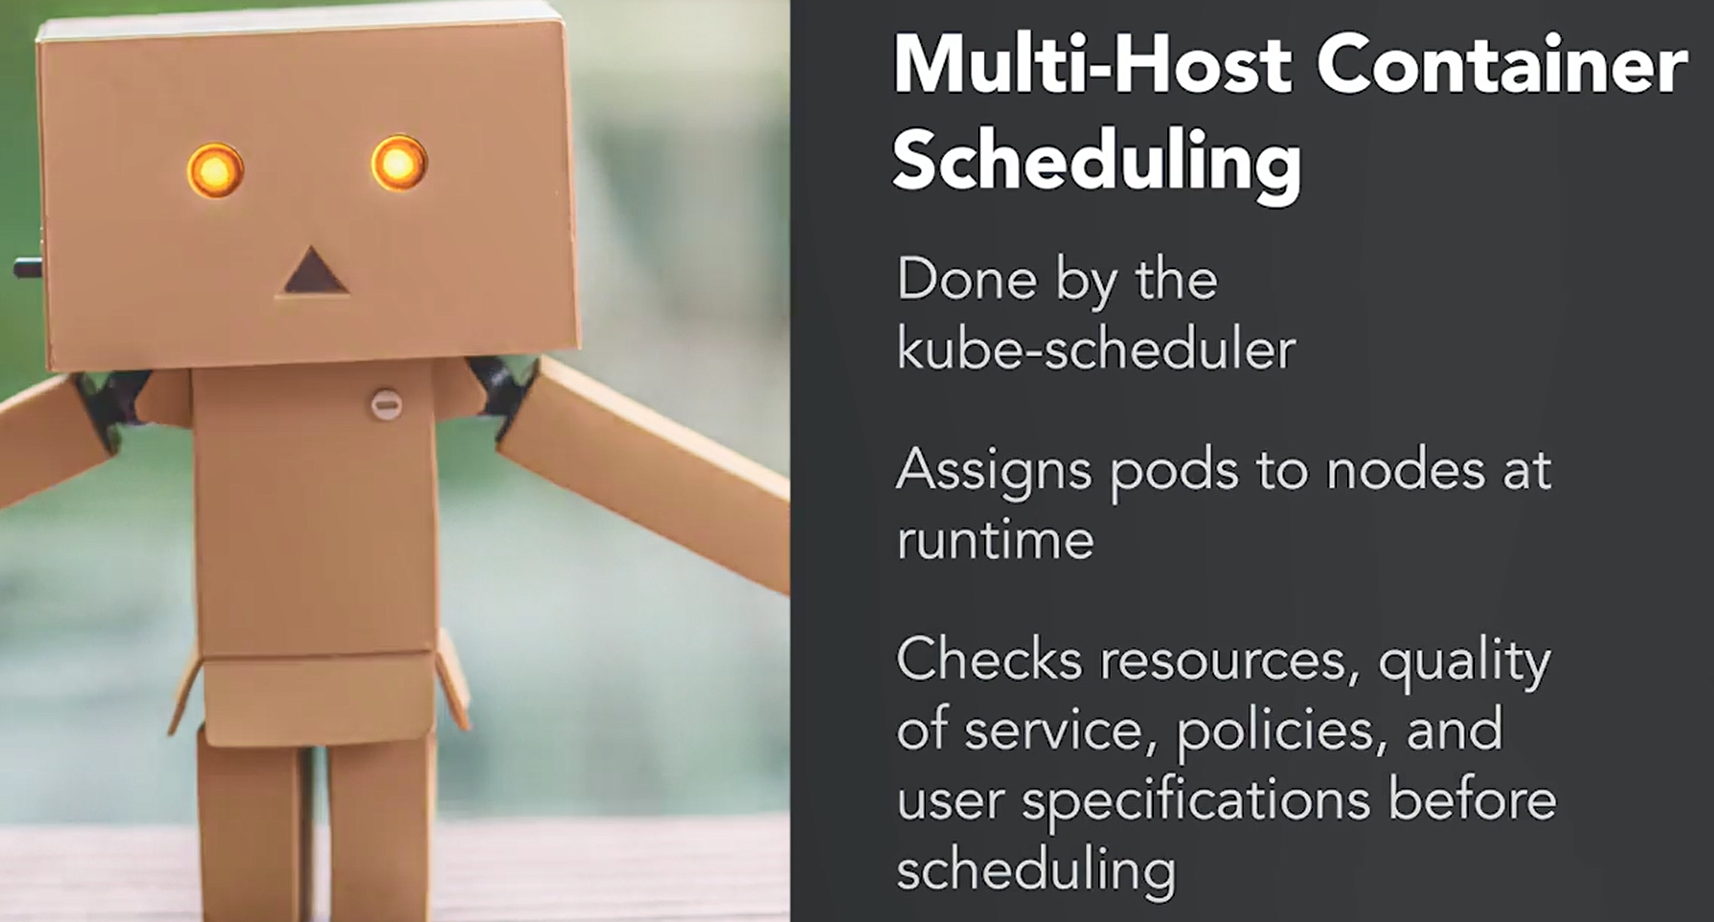 Multi-Host Container
Scheduling
Done by the
kube-scheduler
Assigns pods to nodes at
runtime
Checks resources, quality
of service, policies, and
user specifications before
scheduling